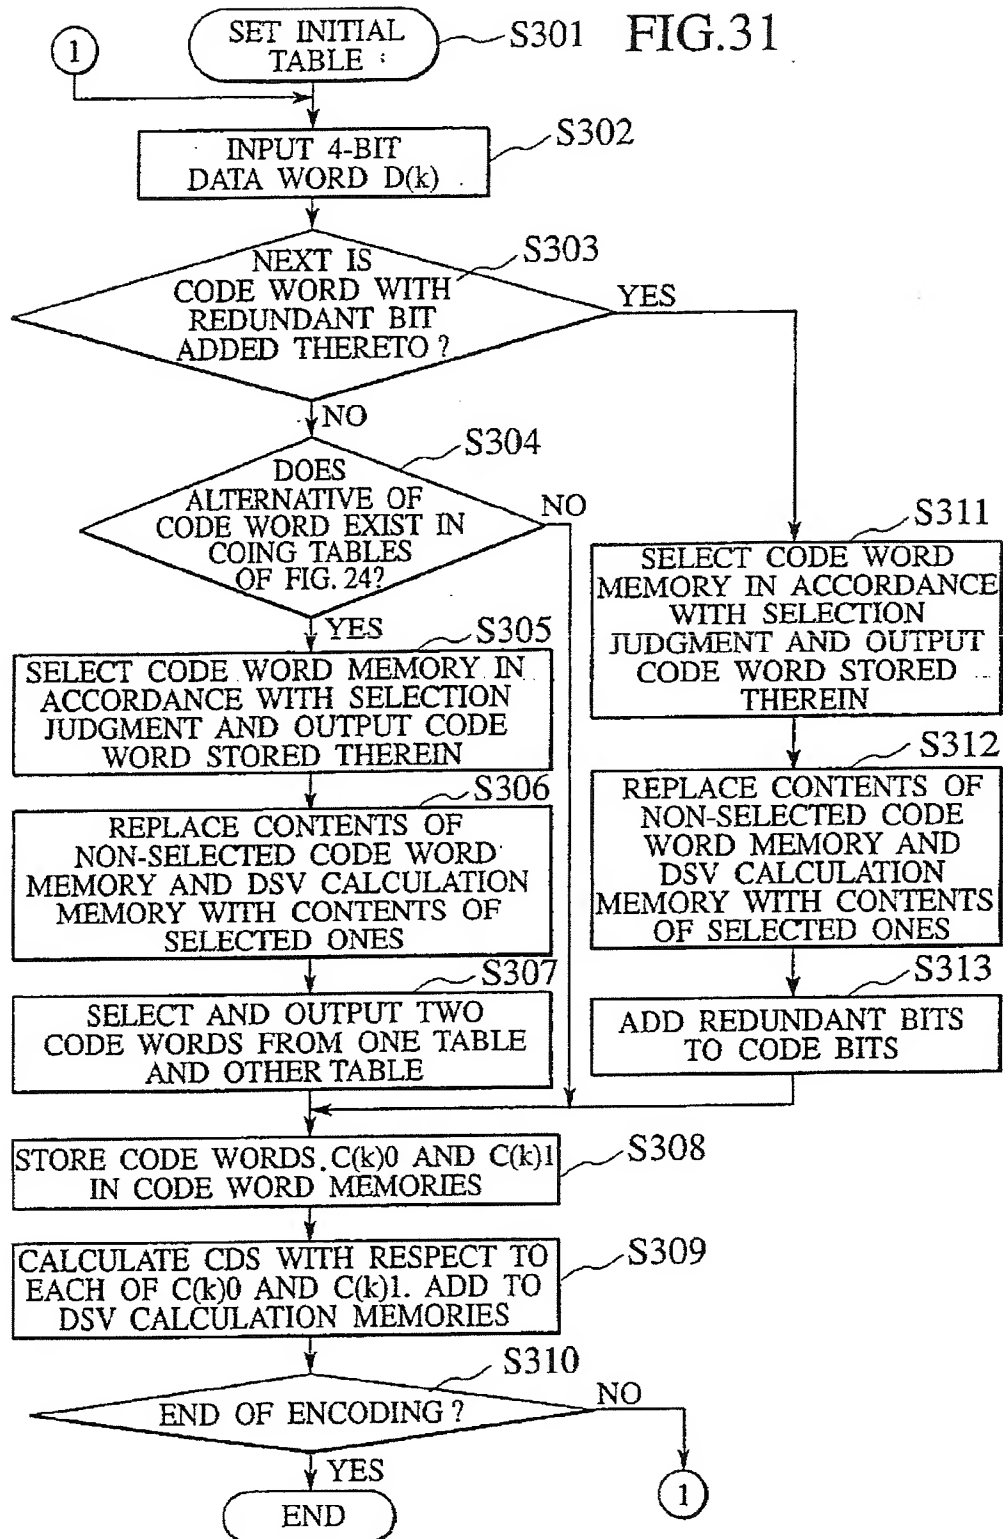 FIG.31
1
SET INITIAL
TABLE
S301
INPUT 4-BIT
DATA WORD D(k)
S302
NEXT IS
CODE WORD WITH
REDUNDANT BIT
ADDED THERETO ?
S303
YES
NO
DOES
ALTERNATIVE OF
CODE WORD EXIST IN
COING TABLES
OF FIG. 24?
S304
NO
YES
SELECT CODE WORD MEMORY IN
ACCORDANCE WITH SELECTION
JUDGMENT AND OUTPUT CODE
WORD STORED THEREIN
S305
REPLACE CONTENTS OF
NON-SELECTED CODE WORD
MEMORY AND DSV CALCULATION
MEMORY WITH CONTENTS OF
SELECTED ONES
S306
SELECT AND OUTPUT TWO
CODE WORDS FROM ONE TABLE
AND OTHER TABLE
S307
SELECT CODE WORD
MEMORY IN ACCORDANCE
WITH SELECTION
JUDGMENT AND OUTPUT
CODE WORD STORED
THEREIN
S311
REPLACE CONTENTS OF
NON-SELECTED CODE
WORD MEMORY AND
DSV CALCULATION
MEMORY WITH CONTENTS
OF SELECTED ONES
S312
ADD REDUNDANT BITS
TO CODE BITS
S313
STORE CODE WORDS. C(k)0 AND C(k)1
IN CODE WORD MEMORIES
S308
CALCULATE CDS WITH RESPECT TO
EACH OF C(k)0 AND C(k)1. ADD TO
DSV CALCULATION MEMORIES
S309
END OF ENCODING ?
S310
NO
YES
END
1